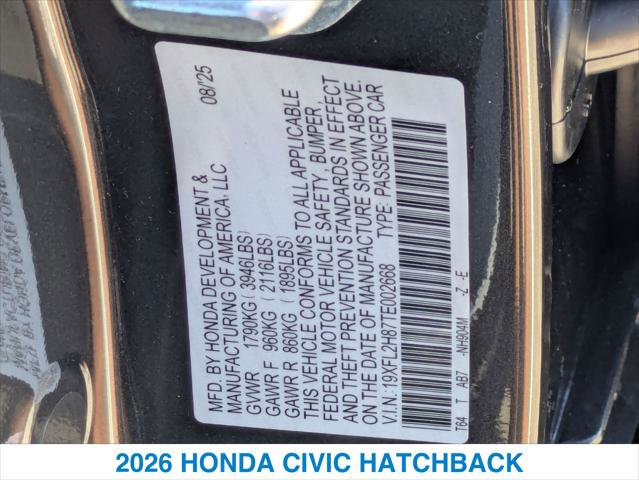 MFD. BY HONDA DEVELOPMENT & 08/25
MANUFACTURING OF AMERICA, LLC
GVWR 1790KG (3946LBS)
GAWR F 960KG (2116LBS)
GAWR R 860KG (1895LBS)
THIS VEHICLE CONFORMS TO ALL APPLICABLE
FEDERAL MOTOR VEHICLE SAFETY, BUMPER,
AND THEFT PREVENTION STANDARDS IN EFFECT
ON THE DATE OF MANUFACTURE SHOWN ABOVE.
V.I.N.: 19XFL2H87TE002668 TYPE: PASSENGER CAR
T64 T AB7 -NH904M -Z -E
2026 HONDA CIVIC HATCHBACK